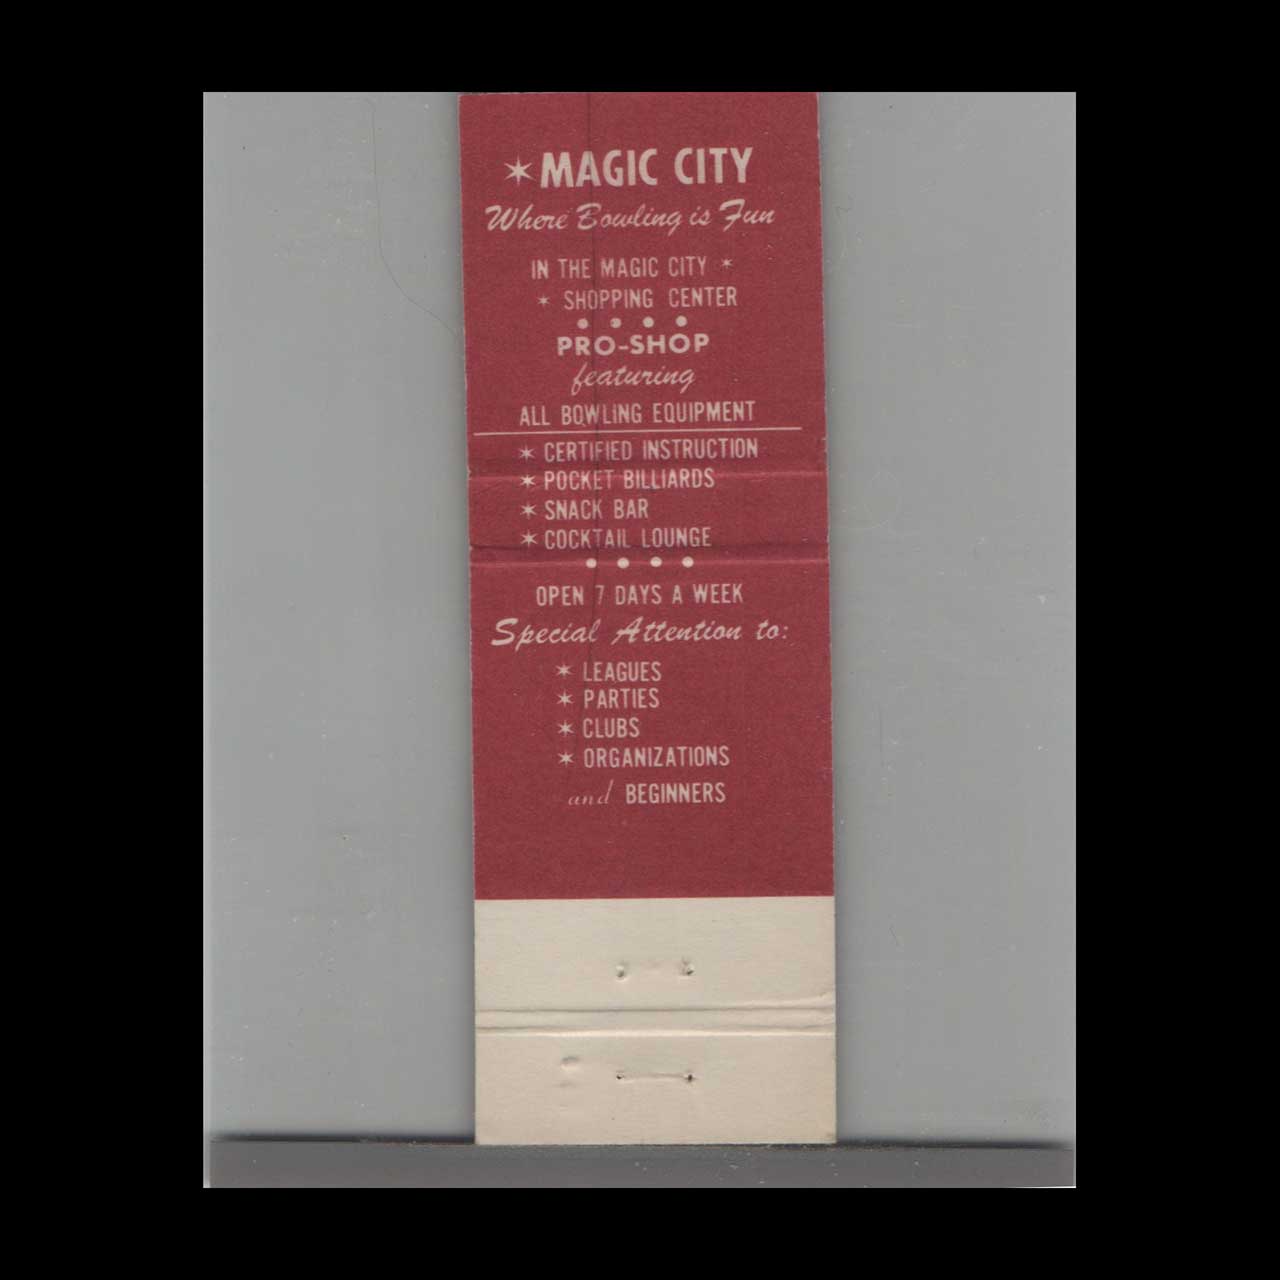 ✶MAGIC CITY
Where Bowling is Fun
IN THE MAGIC CITY ✶
✶ SHOPPING CENTER
• • • •
PRO-SHOP
featuring
ALL BOWLING EQUIPMENT
✶ CERTIFIED INSTRUCTION
✶ POCKET BILLIARDS
✶ SNACK BAR
✶ COCKTAIL LOUNGE
• • • •
OPEN 7 DAYS A WEEK
Special Attention to:
✶ LEAGUES
✶ PARTIES
✶ CLUBS
✶ ORGANIZATIONS
and BEGINNERS